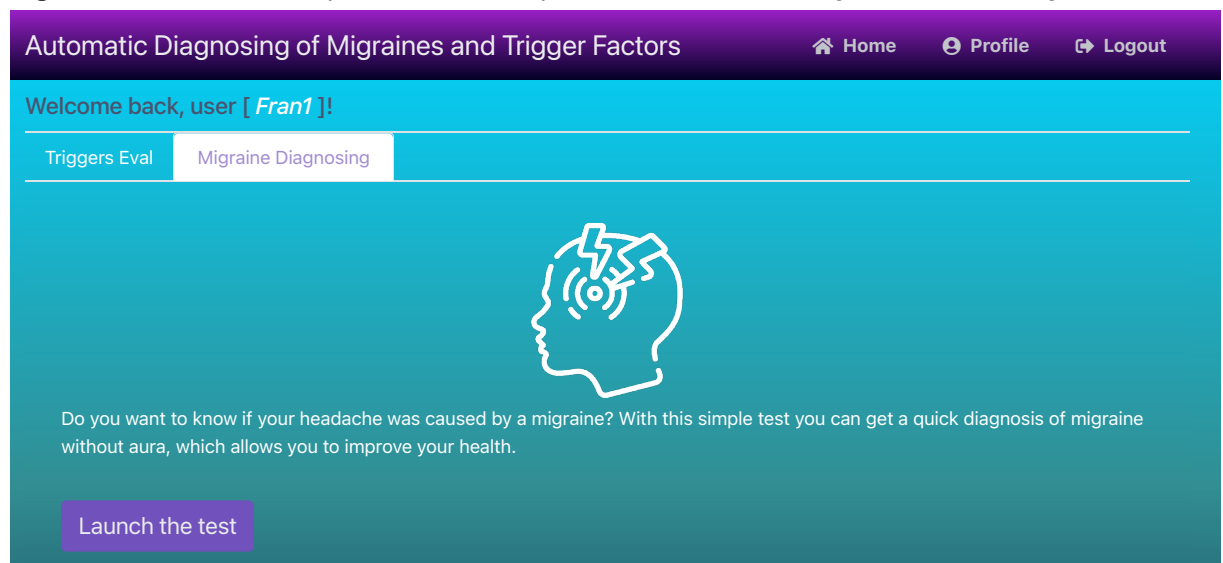 Automatic Diagnosing of Migraines and Trigger Factors Home Profile Logout
Welcome back, user [ Fran1 ]!
Triggers Eval Migraine Diagnosing
Do you want to know if your headache was caused by a migraine? With this simple test you can get a quick diagnosis of migraine
without aura, which allows you to improve your health.
Launch the test